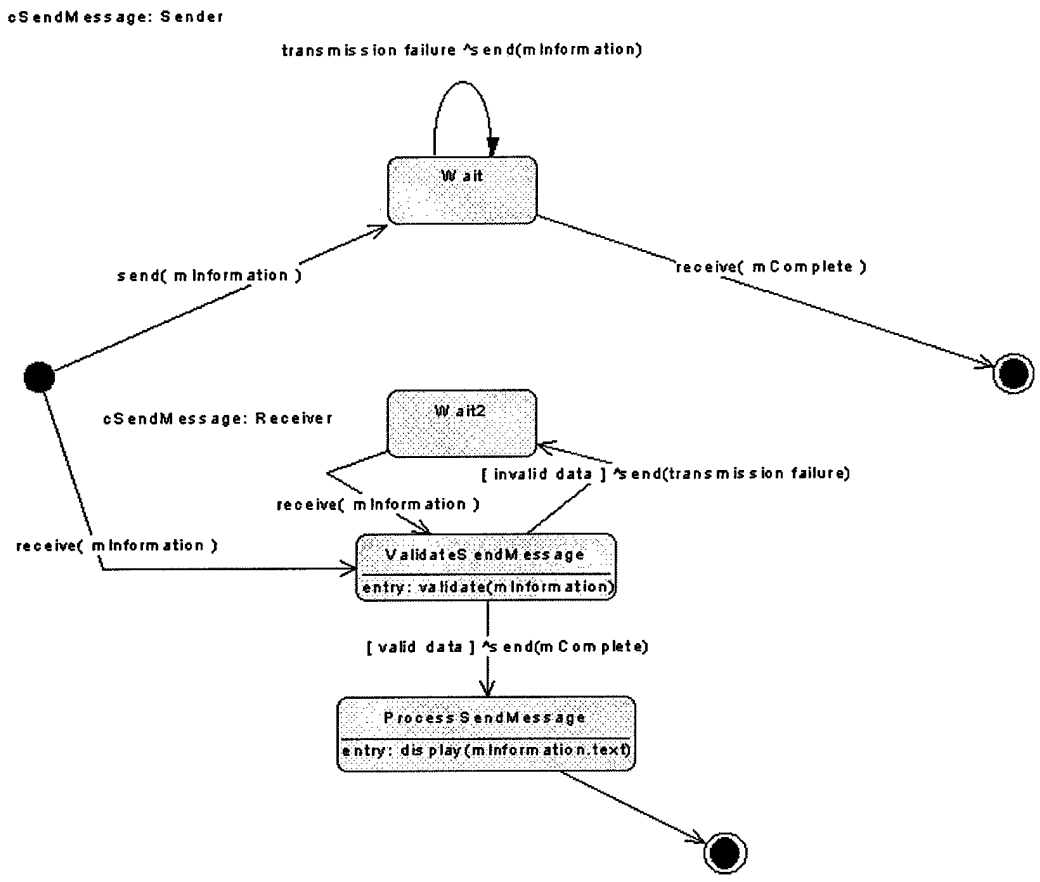 cSendMessage: Sender
transmission failure ^send(mInformation)
Wait
send( mInformation )
receive( mComplete )
cSendMessage: Receiver
Wait2
[ invalid data ] ^send(transmission failure)
receive( mInformation )
receive( mInformation )
ValidateSendMessage
entry: validate(mInformation)
[ valid data ] ^send(mComplete)
ProcessSendMessage
entry: display(mInformation.text)